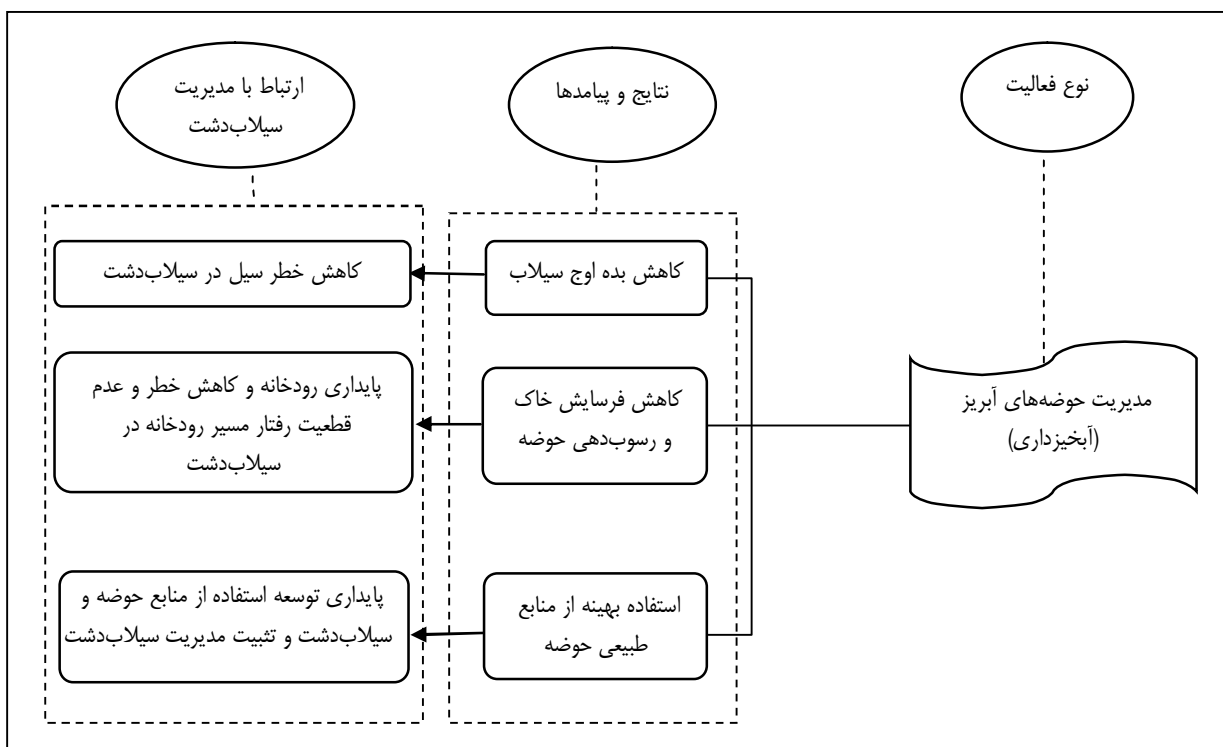 نوع فعالیت
نتایج و پیامدها
ارتباط با مدیریت
سیلاب‌دشت
مدیریت حوضه‌های آبریز
(آبخیزداری)
کاهش بده اوج سیلاب
کاهش خطر سیل در سیلاب‌دشت
کاهش فرسایش خاک
و رسوب‌دهی حوضه
پایداری رودخانه و کاهش خطر و عدم
قطعیت رفتار مسیر رودخانه در
سیلاب‌دشت
استفاده بهینه از منابع
طبیعی حوضه
پایداری توسعه استفاده از منابع حوضه و
سیلاب‌دشت و تثبیت مدیریت سیلاب‌دشت